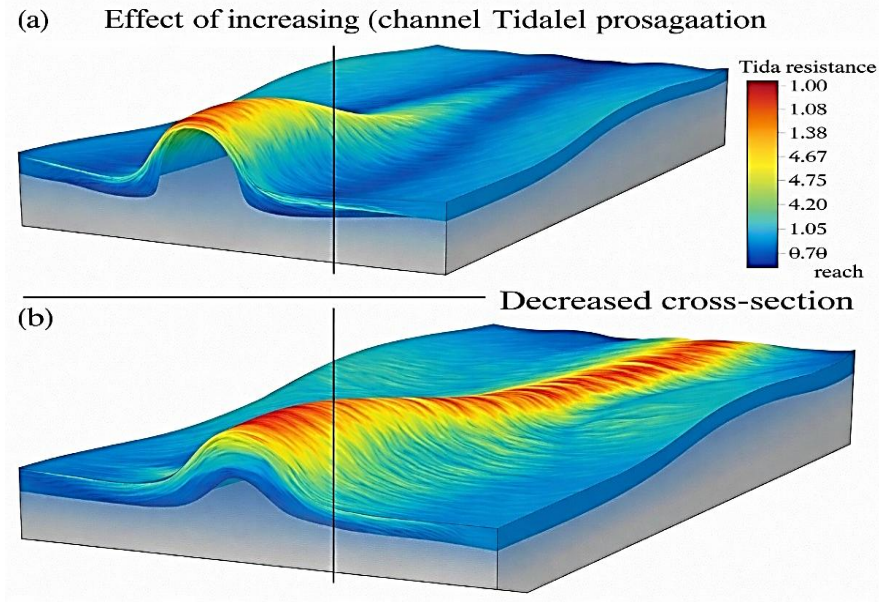 (a) Effect of increasing (channel Tidalel prosagaation
Tida resistance
1.00
1.08
1.38
4.67
4.75
4.20
1.05
0.70
reach
Decreased cross-section
(b)